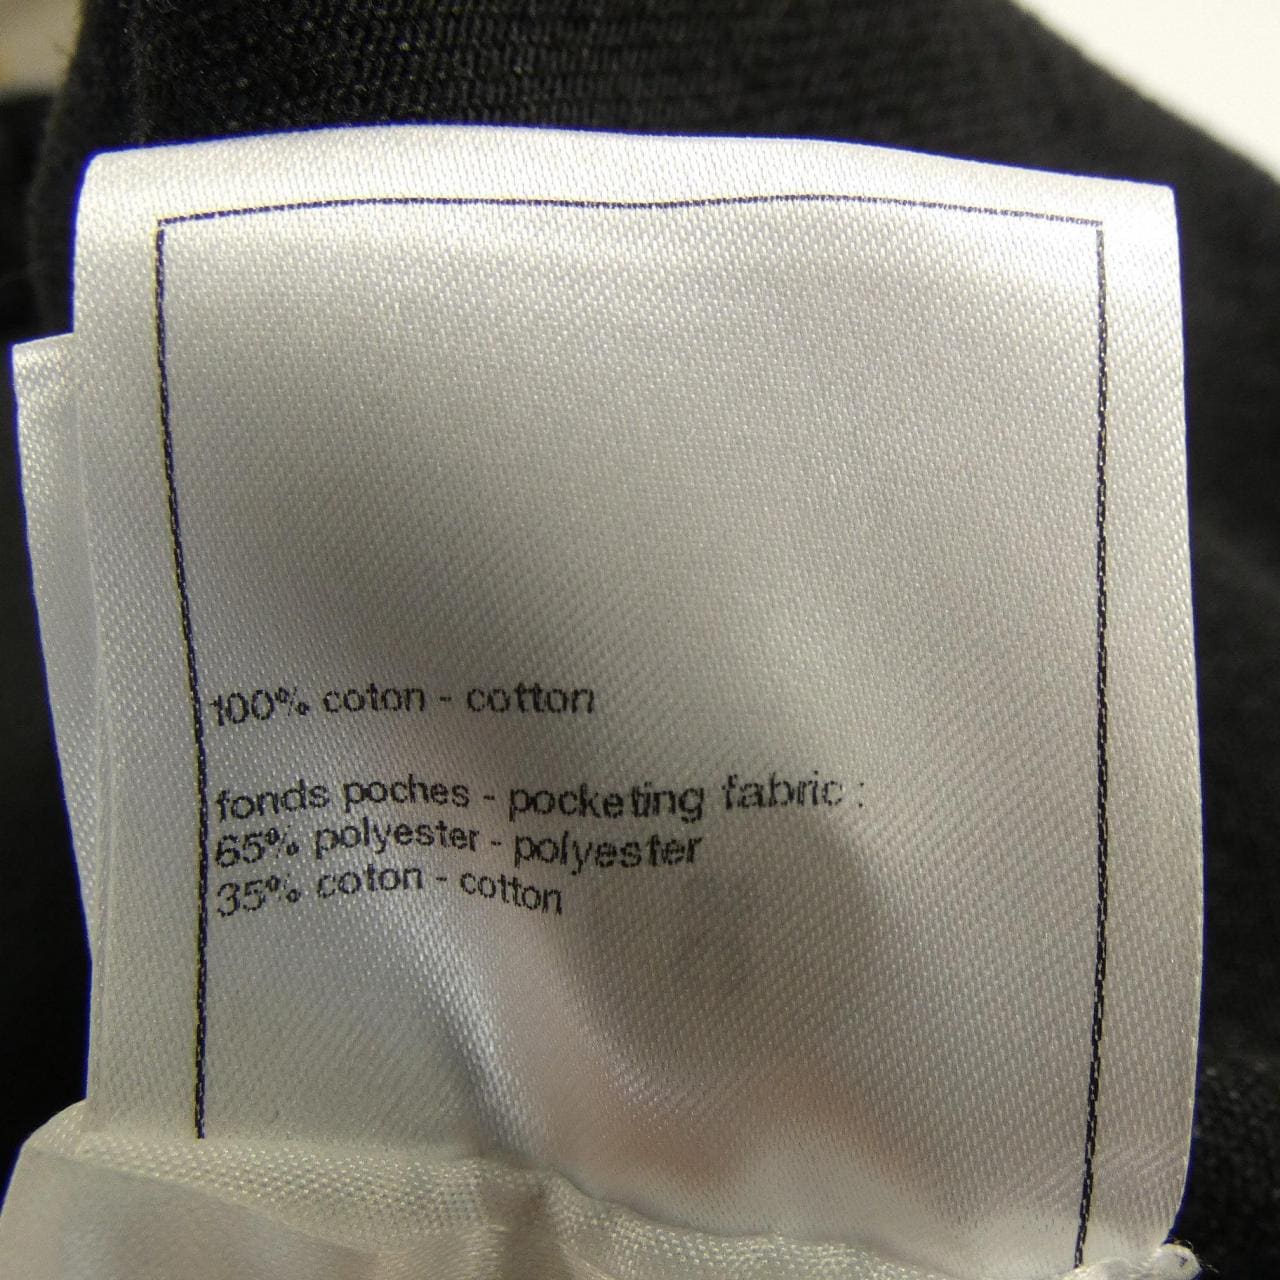 100% coton - cotton
fonds poches - pocketing fabric :
65% polyester - polyester
35% coton - cotton